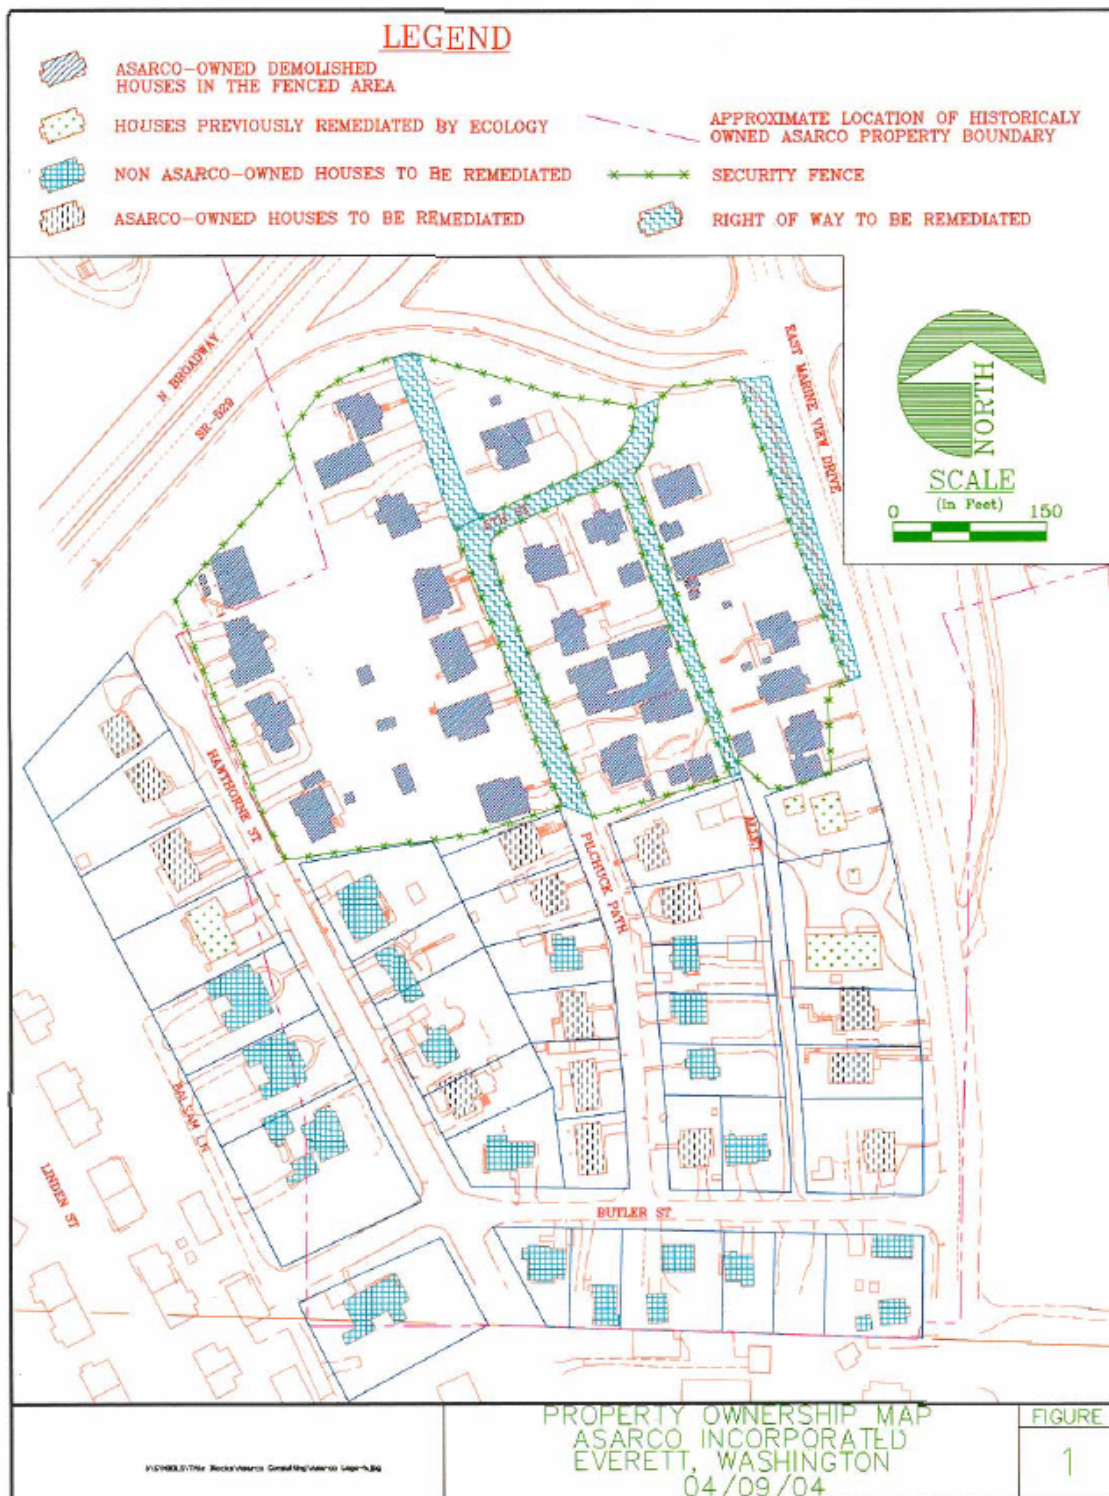 LEGEND
ASARCO-OWNED DEMOLISHED
HOUSES IN THE FENCED AREA
HOUSES PREVIOUSLY REMEDIATED BY ECOLOGY
NON ASARCO-OWNED HOUSES TO BE REMEDIATED
ASARCO-OWNED HOUSES TO BE REMEDIATED
APPROXIMATE LOCATION OF HISTORICALY
OWNED ASARCO PROPERTY BOUNDARY
SECURITY FENCE
RIGHT OF WAY TO BE REMEDIATED
N BROADWAY
SR-529
EAST MARINE VIEW DRIVE
NORTH
SCALE
(In Feet)
0 150
HAWTHORNE ST
PILCHUCK PATH
ALLEY
BALSAM LN
LINDEN ST
BUTLER ST
PROPERTY OWNERSHIP MAP
ASARCO INCORPORATED
EVERETT, WASHINGTON
04/09/04
FIGURE
1